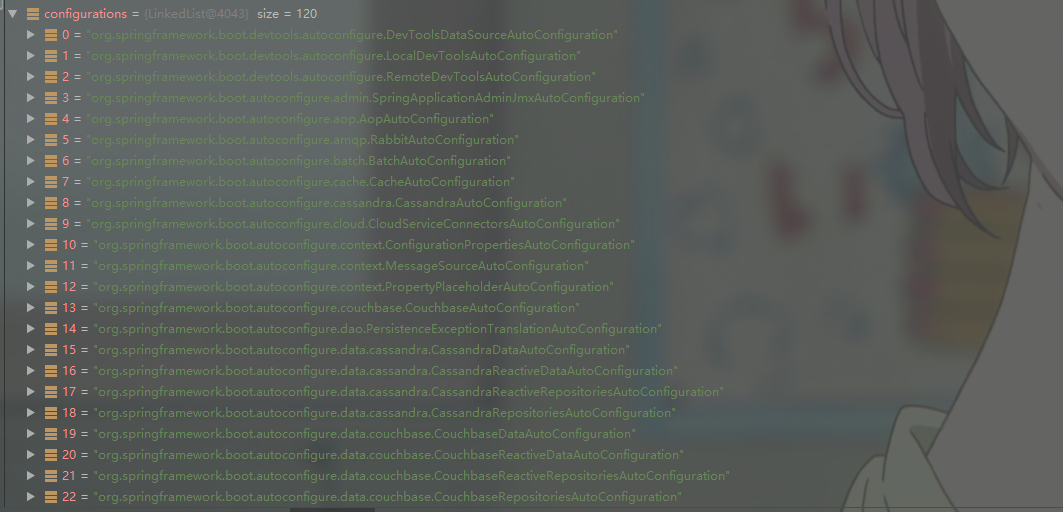 configurations = {LinkedList@4043} size = 120
0 = "org.springframework.boot.devtools.autoconfigure.DevToolsDataSourceAutoConfiguration"
1 = "org.springframework.boot.devtools.autoconfigure.LocalDevToolsAutoConfiguration"
2 = "org.springframework.boot.devtools.autoconfigure.RemoteDevToolsAutoConfiguration"
3 = "org.springframework.boot.autoconfigure.admin.SpringApplicationAdminJmxAutoConfiguration"
4 = "org.springframework.boot.autoconfigure.aop.AopAutoConfiguration"
5 = "org.springframework.boot.autoconfigure.amqp.RabbitAutoConfiguration"
6 = "org.springframework.boot.autoconfigure.batch.BatchAutoConfiguration"
7 = "org.springframework.boot.autoconfigure.cache.CacheAutoConfiguration"
8 = "org.springframework.boot.autoconfigure.cassandra.CassandraAutoConfiguration"
9 = "org.springframework.boot.autoconfigure.cloud.CloudServiceConnectorsAutoConfiguration"
10 = "org.springframework.boot.autoconfigure.context.ConfigurationPropertiesAutoConfiguration"
11 = "org.springframework.boot.autoconfigure.context.MessageSourceAutoConfiguration"
12 = "org.springframework.boot.autoconfigure.context.PropertyPlaceholderAutoConfiguration"
13 = "org.springframework.boot.autoconfigure.couchbase.CouchbaseAutoConfiguration"
14 = "org.springframework.boot.autoconfigure.dao.PersistenceExceptionTranslationAutoConfiguration"
15 = "org.springframework.boot.autoconfigure.data.cassandra.CassandraDataAutoConfiguration"
16 = "org.springframework.boot.autoconfigure.data.cassandra.CassandraReactiveDataAutoConfiguration"
17 = "org.springframework.boot.autoconfigure.data.cassandra.CassandraReactiveRepositoriesAutoConfiguration"
18 = "org.springframework.boot.autoconfigure.data.cassandra.CassandraRepositoriesAutoConfiguration"
19 = "org.springframework.boot.autoconfigure.data.couchbase.CouchbaseDataAutoConfiguration"
20 = "org.springframework.boot.autoconfigure.data.couchbase.CouchbaseReactiveDataAutoConfiguration"
21 = "org.springframework.boot.autoconfigure.data.couchbase.CouchbaseReactiveRepositoriesAutoConfiguration"
22 = "org.springframework.boot.autoconfigure.data.couchbase.CouchbaseRepositoriesAutoConfiguration"